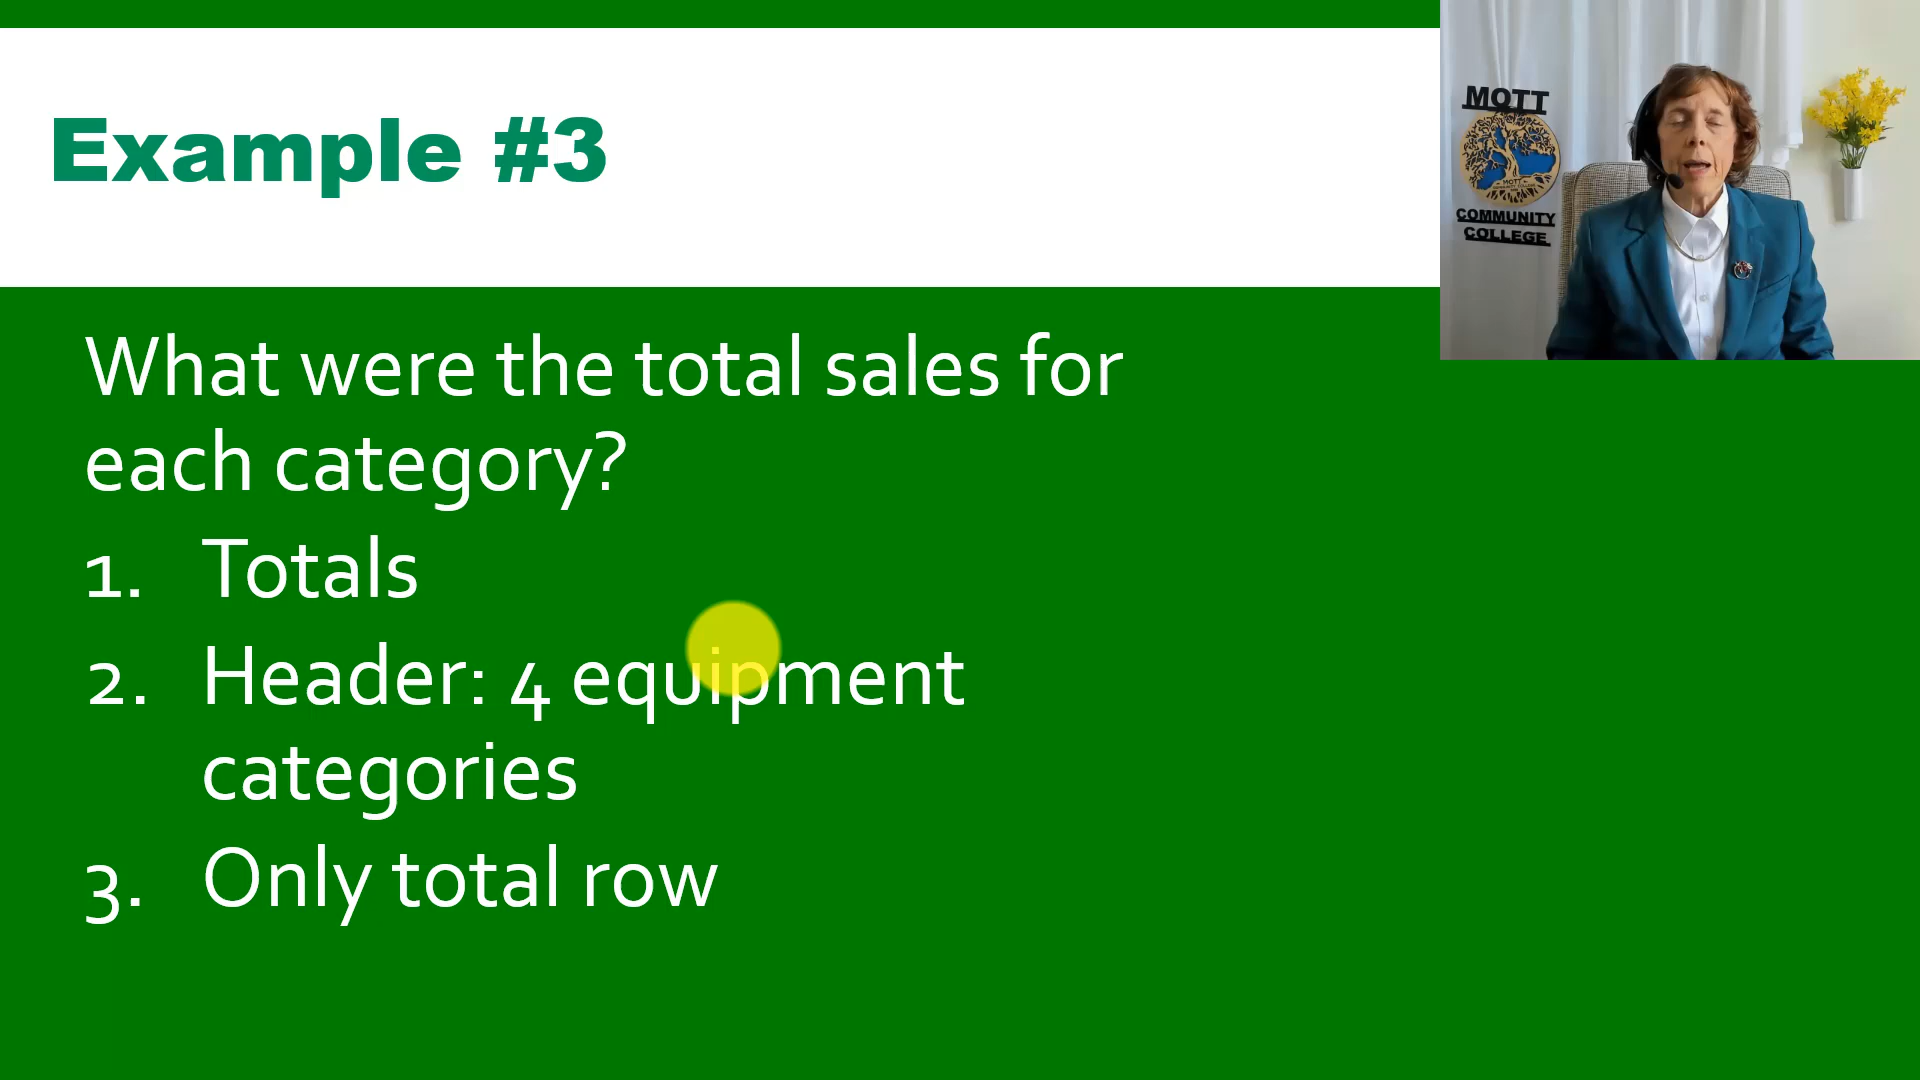 Example #3
What were the total sales for
each category?
1. Totals
2. Header: 4 equipment
categories
3. Only total row
MOTT
MOTT
COMMUNITY
COLLEGE